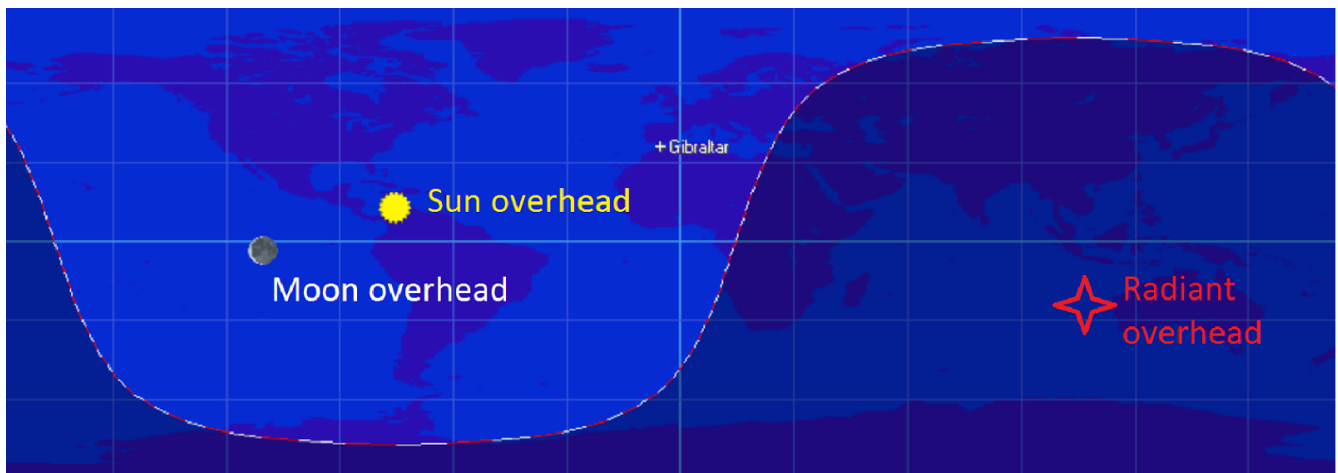 + Gibraltar
Sun overhead
Moon overhead
Radiant
overhead